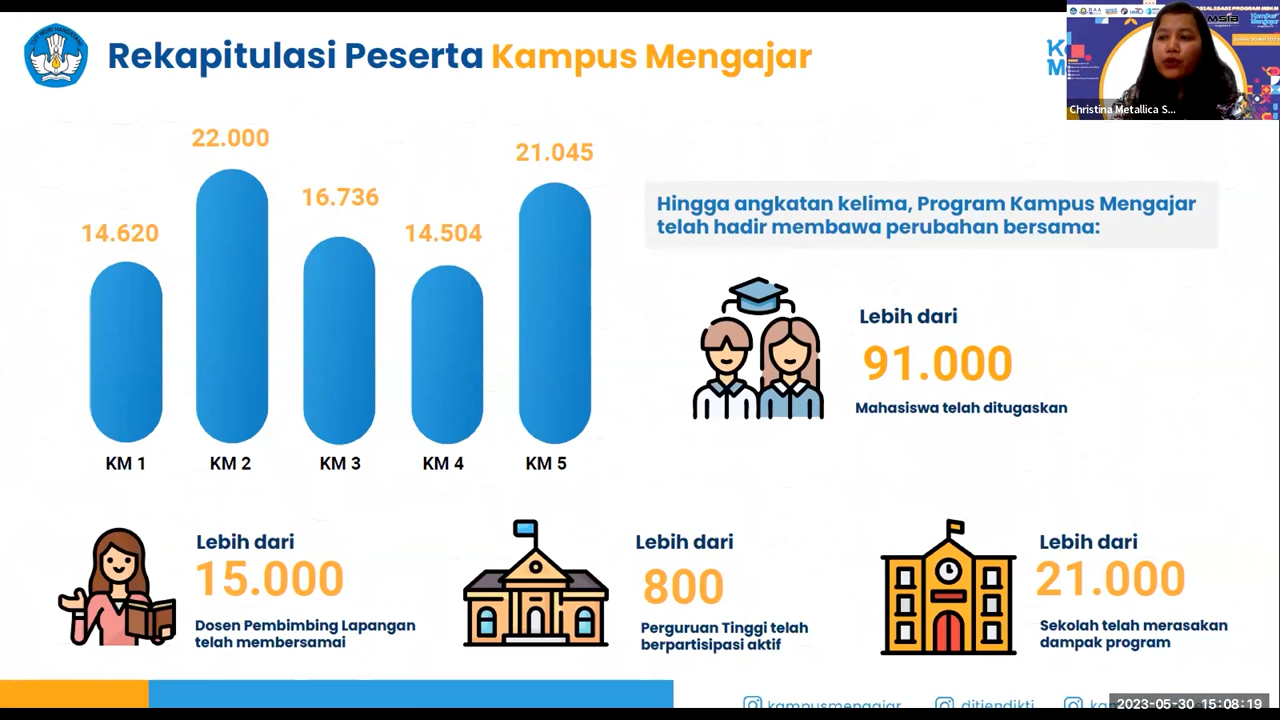 Rekapitulasi Peserta Kampus Mengajar
Christina Metallica S...
22.000
21.045
16.736
14.620
14.504
KM 1
KM 2
KM 3
KM 4
KM 5
Hingga angkatan kelima, Program Kampus Mengajar
telah hadir membawa perubahan bersama:
Lebih dari
91.000
Mahasiswa telah ditugaskan
Lebih dari
15.000
Dosen Pembimbing Lapangan
telah membersamai
Lebih dari
800
Perguruan Tinggi telah
berpartisipasi aktif
Lebih dari
21.000
Sekolah telah merasakan
dampak program
kampusmengajar
ditjendikti
2023-05-30 15:08:19